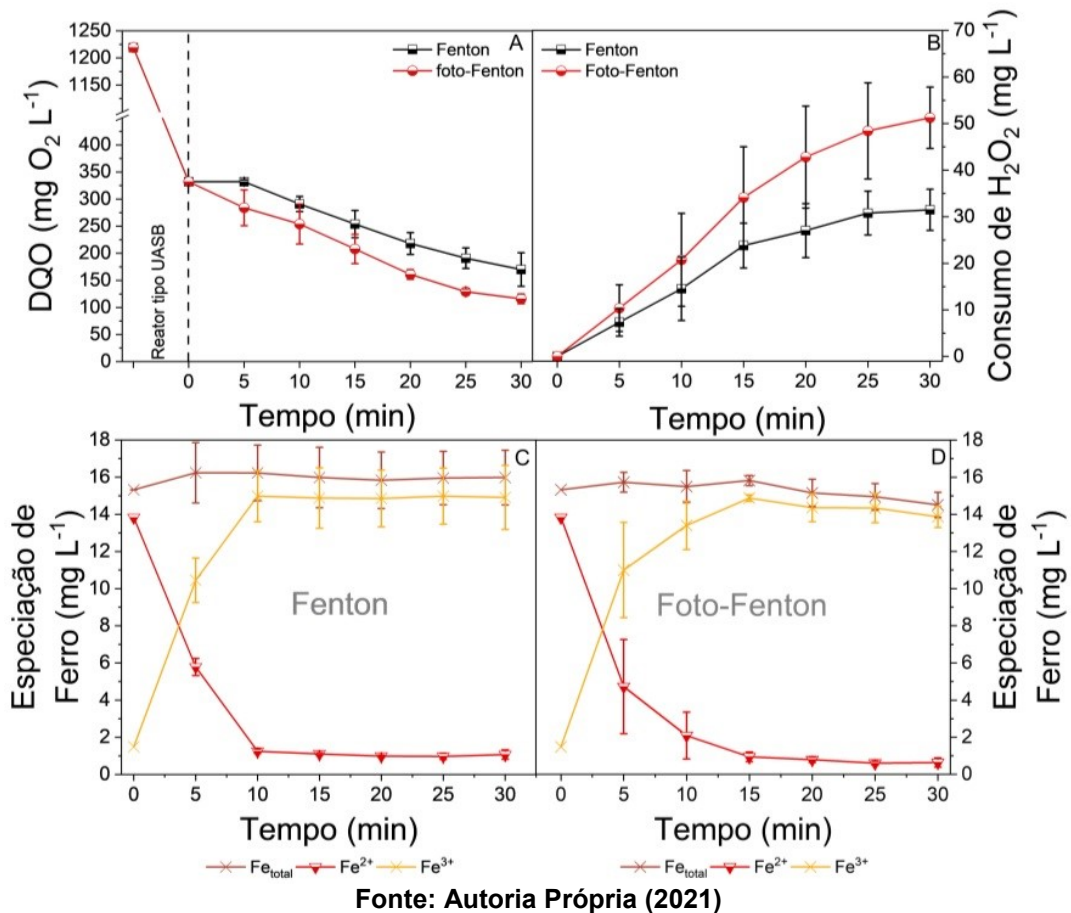 A
Fenton
foto-Fenton
DQO (mg O₂ L⁻¹)
1250
1200
1150
400
350
300
250
200
150
100
50
0
Reator tipo UASB
0 5 10 15 20 25 30
Tempo (min)
B
Fenton
Foto-Fenton
Consumo de H₂O₂ (mg L⁻¹)
70
60
50
40
30
20
10
0
0 5 10 15 20 25 30
Tempo (min)
C
Fenton
Especiação de
Ferro (mg L⁻¹)
18
16
14
12
10
8
6
4
2
0
0 5 10 15 20 25 30
Tempo (min)
Fe_total Fe²⁺ Fe³⁺
D
Foto-Fenton
Especiação de
Ferro (mg L⁻¹)
18
16
14
12
10
8
6
4
2
0
0 5 10 15 20 25 30
Tempo (min)
Fe_total Fe²⁺ Fe³⁺
Fonte: Autoria Própria (2021)